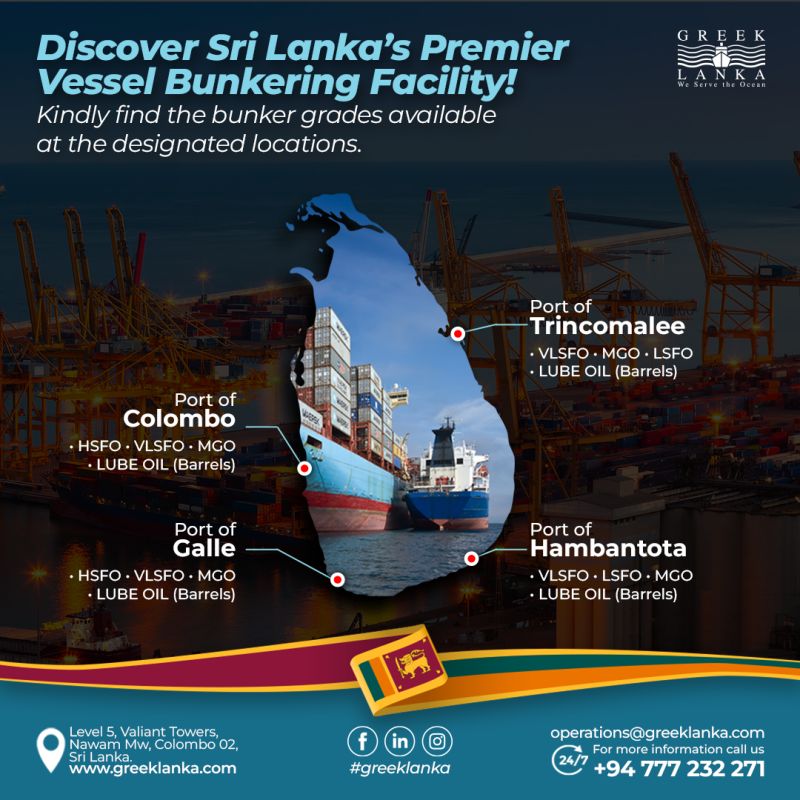 Discover Sri Lanka's Premier
Vessel Bunkering Facility!
Kindly find the bunker grades available
at the designated locations.
GREEK
LANKA
We Serve the Ocean
Port of
Trincomalee
• VLSFO • MGO • LSFO
• LUBE OIL (Barrels)
Port of
Colombo
• HSFO • VLSFO • MGO
• LUBE OIL (Barrels)
MAERSK
Port of
Galle
• HSFO • VLSFO • MGO
• LUBE OIL (Barrels)
Port of
Hambantota
• VLSFO • LSFO • MGO
• LUBE OIL (Barrels)
Level 5, Valiant Towers,
Nawam Mw, Colombo 02,
Sri Lanka.
www.greeklanka.com
#greeklanka
operations@greeklanka.com
24/7
For more information call us
+94 777 232 271